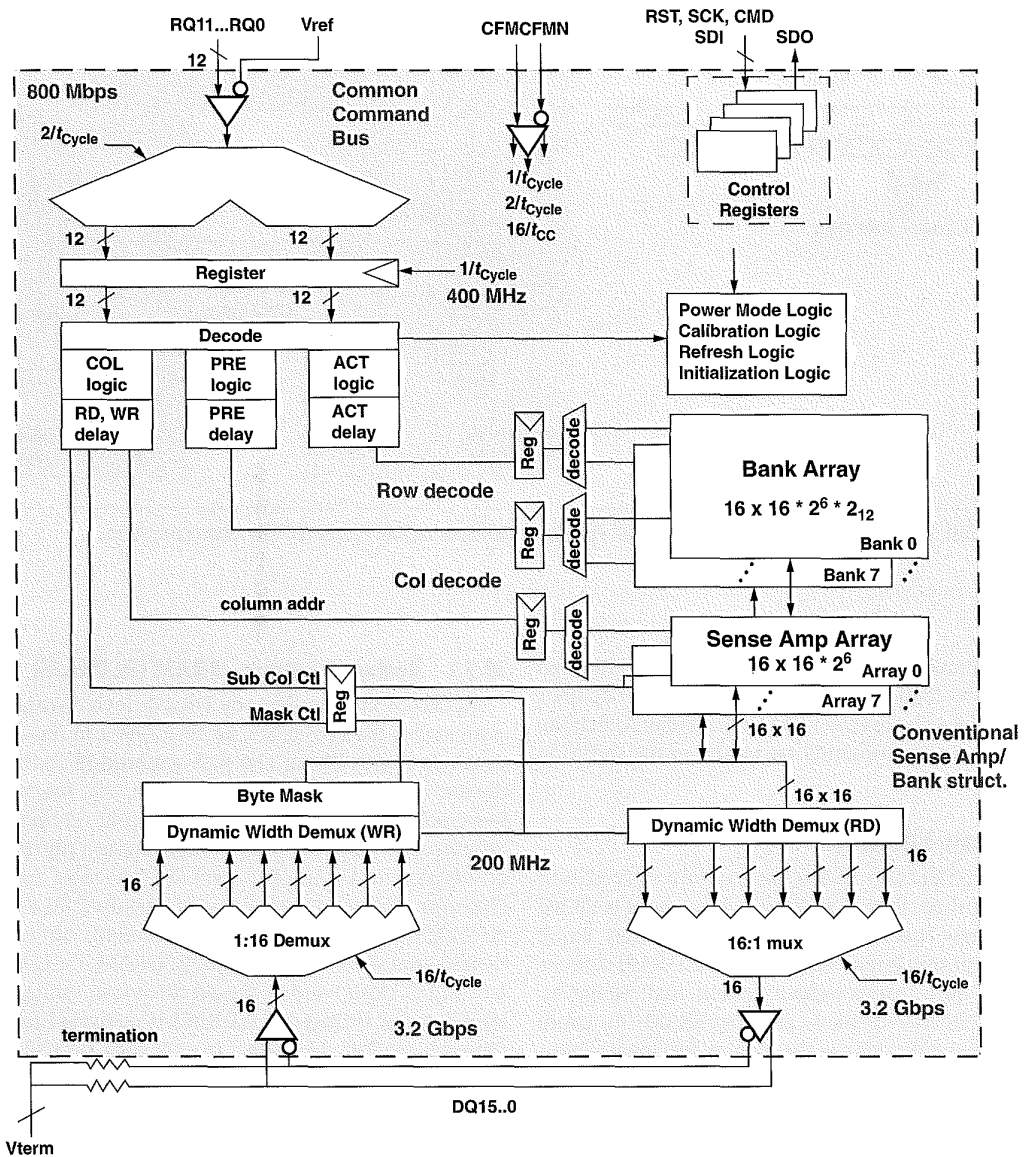 RQ11...RQ0
Vref
CFMCFMN
RST, SCK, CMD
SDI
SDO
12
800 Mbps
Common
Command
Bus
2/tCycle
1/tCycle
2/tCycle
16/tCC
Control
Registers
12
12
Register
1/tCycle
400 MHz
12
12
Decode
COL
logic
PRE
logic
ACT
logic
RD, WR
delay
PRE
delay
ACT
delay
Power Mode Logic
Calibration Logic
Refresh Logic
Initialization Logic
Reg
decode
Row decode
Reg
decode
Bank Array
16 x 16 * 2^6 * 2_12
Bank 0
Bank 7
Col decode
column addr
Reg
decode
Sense Amp Array
16 x 16 * 2^6
Array 0
Array 7
Sub Col Ctl
Mask Ctl
Reg
16 x 16
Conventional
Sense Amp/
Bank struct.
Byte Mask
Dynamic Width Demux (WR)
16 x 16
Dynamic Width Demux (RD)
200 MHz
16
16
1:16 Demux
16:1 mux
16/tCycle
16/tCycle
16
16
3.2 Gbps
3.2 Gbps
termination
DQ15..0
Vterm